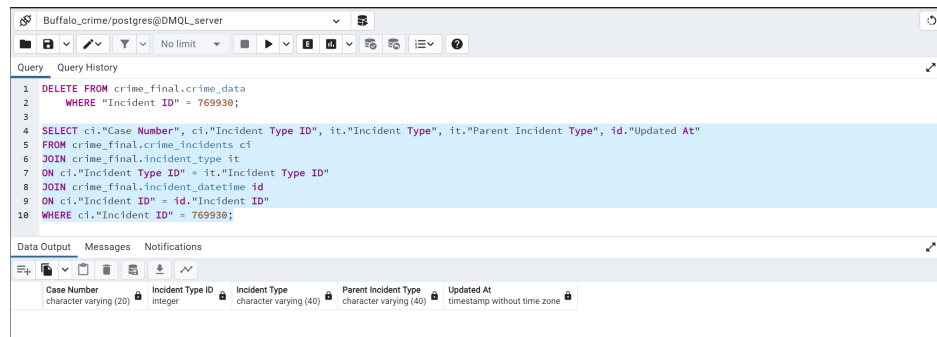 Buffalo_crime/postgres@DMQL_server
No limit
E
Query Query History
1 DELETE FROM crime_final.crime_data
2 WHERE "Incident ID" = 769930;
3
4 SELECT ci."Case Number", ci."Incident Type ID", it."Incident Type", it."Parent Incident Type", id."Updated At"
5 FROM crime_final.crime_incidents ci
6 JOIN crime_final.incident_type it
7 ON ci."Incident Type ID" = it."Incident Type ID"
8 JOIN crime_final.incident_datetime id
9 ON ci."Incident ID" = id."Incident ID"
10 WHERE ci."Incident ID" = 769930;
Data Output Messages Notifications
Case Number Incident Type ID Incident Type Parent Incident Type Updated At
character varying (20) integer character varying (40) character varying (40) timestamp without time zone